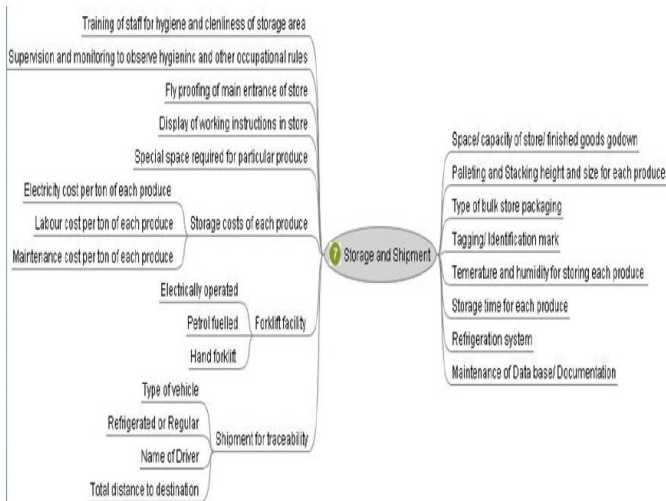 Training of staff for hygiene and clenliness of storage area
Supervision and monitoring to observe hygieninc and other occupational rules
Fly proofing of main entrance of store
Display of working instructions in store
Special space required for particular produce
Electricity cost per ton of each produce
Labour cost per ton of each produce
Maintenance cost per ton of each produce
Storage costs of each produce
Electrically operated
Petrol fuelled
Hand forklift
Forklift facility
Type of vehicle
Refrigerated or Regular
Name of Driver
Total distance to destination
Shipment for traceability
7 Storage and Shipment
Space/ capacity of store/ finished goods godown
Palleting and Stacking height and size for each produce
Type of bulk store packaging
Tagging/ Identification mark
Temerature and humidity for storing each produce
Storage time for each produce
Refrigeration system
Maintenance of Data base/ Documentation